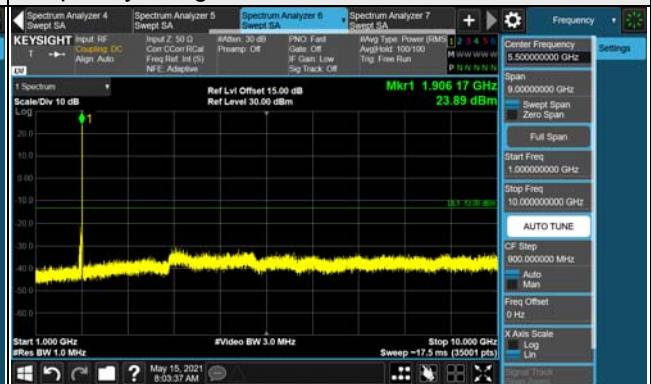 Spectrum Analyzer 4
Swept SA
Spectrum Analyzer 5
Swept SA
Spectrum Analyzer 6
Swept SA
Spectrum Analyzer 7
Swept SA
+
Frequency
KEYSIGHT
Input: RF
Coupling: DC
Align: Auto
Input Z: 50 Ω
Corr CCorr RCal
Freq Ref: Int (S)
NFE: Adaptive
#Atten: 30 dB
Preamp: Off
PNO: Fast
Gate: Off
IF Gain: Low
Sig Track: Off
#Avg Type: Power (RMS)
Avg|Hold: 100/100
Trig: Free Run
1 2 3 4 5 6
M W W W W W
P N N N N N
LW
1 Spectrum
Scale/Div 10 dB
Log
Ref Lvl Offset 15.00 dB
Ref Level 30.00 dBm
Mkr1 1.906 17 GHz
23.89 dBm
1
20.0
10.0
0.00
-10.0
-20.0
-30.0
-40.0
-50.0
-60.0
DL1 -13.00 dBm
Start 1.000 GHz
#Res BW 1.0 MHz
#Video BW 3.0 MHz
Stop 10.000 GHz
Sweep ~17.5 ms (35001 pts)
Center Frequency
5.500000000 GHz
Settings
Span
9.00000000 GHz
Swept Span
Zero Span
Full Span
Start Freq
1.000000000 GHz
Stop Freq
10.000000000 GHz
AUTO TUNE
CF Step
900.000000 MHz
Auto
Man
Freq Offset
0 Hz
X Axis Scale
Log
Lin
Signal Track
?
May 15, 2021
8:03:37 AM